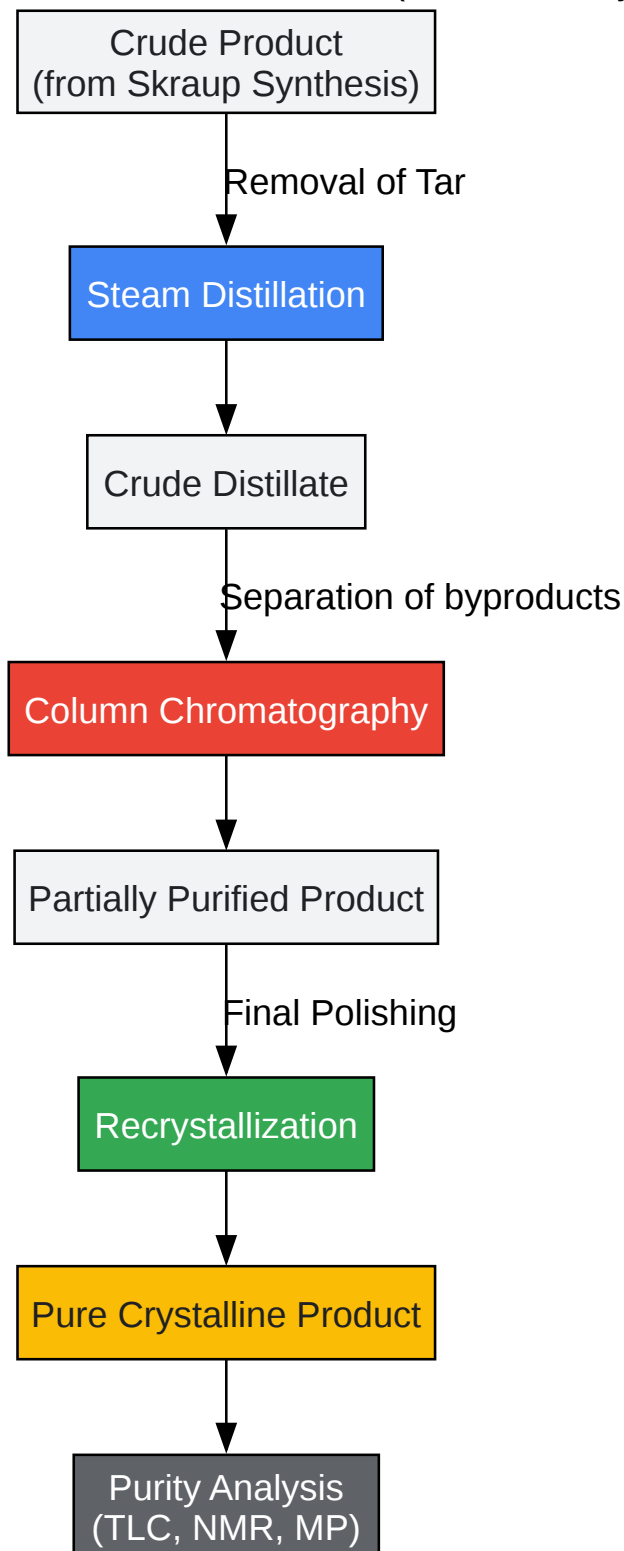 Crude Product
(from Skraup Synthesis)
Removal of Tar
Steam Distillation
Crude Distillate
Separation of byproducts
Column Chromatography
Partially Purified Product
Final Polishing
Recrystallization
Pure Crystalline Product
Purity Analysis
(TLC, NMR, MP)